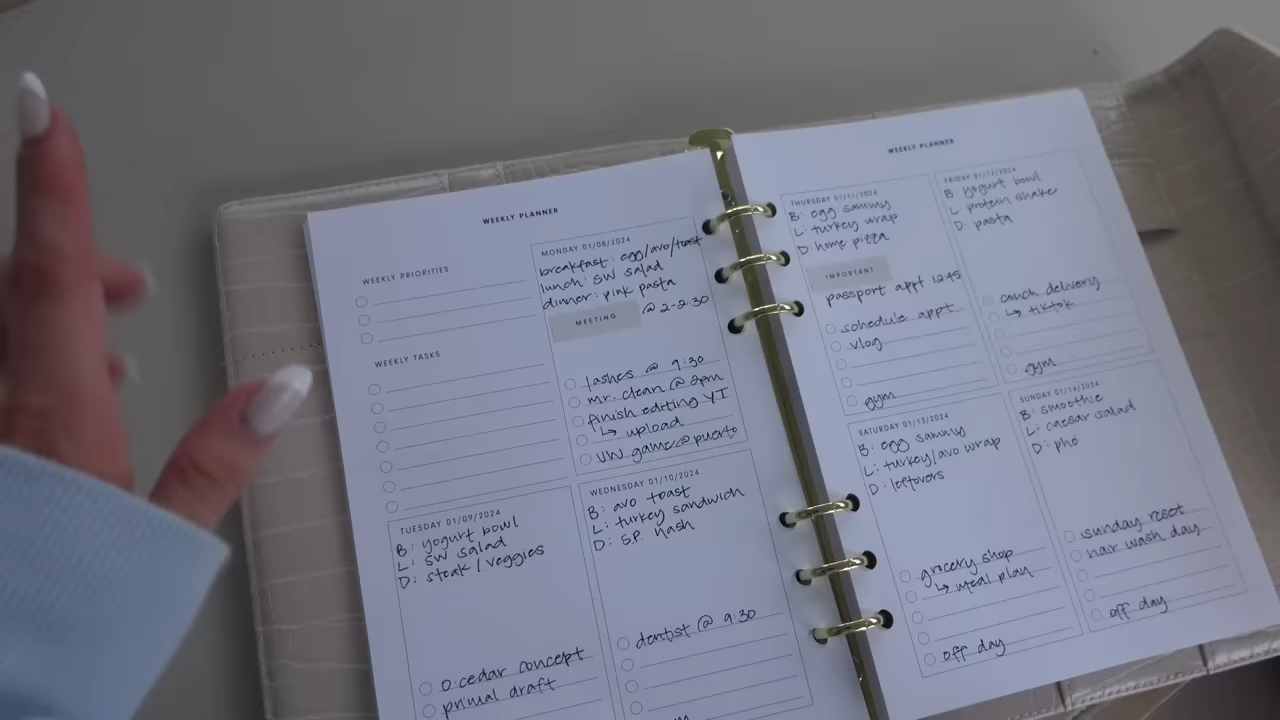 WEEKLY PLANNER
WEEKLY PRIORITIES
WEEKLY TASKS
MONDAY 01/08/2024
breakfast: egg/avo/toast
lunch: SW salad
dinner: pink pasta
MEETING @ 2-2:30
lashes @ 9:30
mr. clean @ 2pm
finish editing YT
↳ upload
UW game @ puerto
TUESDAY 01/09/2024
B: yogurt bowl
L: SW salad
D: steak / veggies
O-cedar concept
primal draft
WEDNESDAY 01/10/2024
B: avo toast
L: turkey sandwich
D: S.P. hash
dentist @ 9:30
WEEKLY PLANNER
THURSDAY 01/11/2024
B: egg sammy
L: turkey wrap
D: home pizza
IMPORTANT
passport appt 12:45
schedule appt
vlog
gym
FRIDAY 01/12/2024
B yogurt bowl
L protein shake
D pasta
couch delivery
↳ tiktok
gym
SATURDAY 01/13/2024
B: egg sammy
L: turkey/avo wrap
D: leftovers
grocery shop
↳ meal plan
off day
SUNDAY 01/14/2024
B: smoothie
L: caesar salad
D: pho
sunday reset
hair wash day
off day